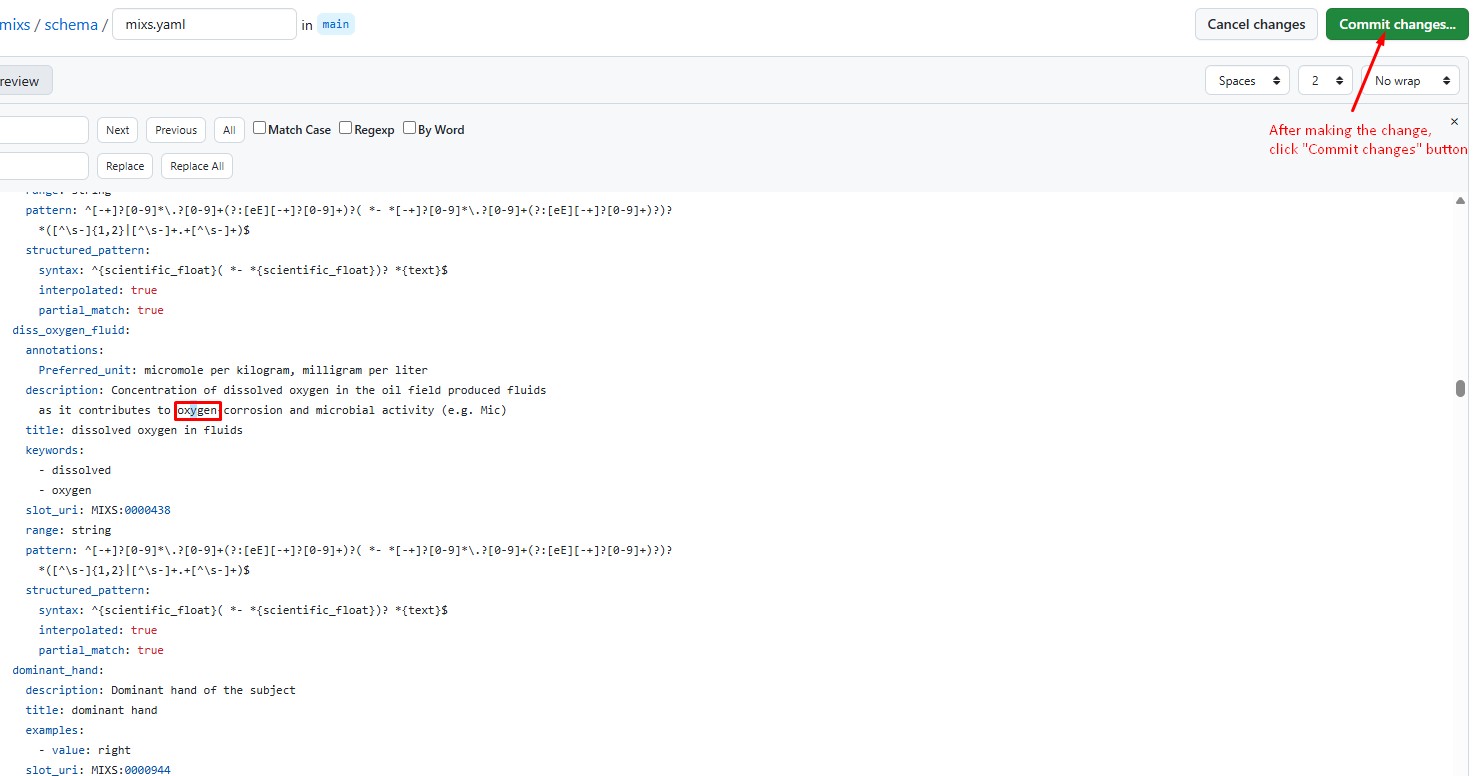 mixs / schema / mixs.yaml in main Cancel changes Commit changes...
review Spaces 2 No wrap
Next Previous All Match Case Regexp By Word ×
After making the change,
click "Commit changes" button
Replace Replace All
range: string
pattern: ^[-+]?[0-9]*\.?[0-9]+(?:[eE][-+]?[0-9]+)?( *- *[-+]?[0-9]*\.?[0-9]+(?:[eE][-+]?[0-9]+)?)?
*([^\s-]{1,2}|[^\s-]+.+[^\s-]+)$
structured_pattern:
syntax: ^{scientific_float}( *- *{scientific_float})? *{text}$
interpolated: true
partial_match: true
diss_oxygen_fluid:
annotations:
Preferred_unit: micromole per kilogram, milligram per liter
description: Concentration of dissolved oxygen in the oil field produced fluids
as it contributes to oxygen-corrosion and microbial activity (e.g. Mic)
title: dissolved oxygen in fluids
keywords:
- dissolved
- oxygen
slot_uri: MIXS:0000438
range: string
pattern: ^[-+]?[0-9]*\.?[0-9]+(?:[eE][-+]?[0-9]+)?( *- *[-+]?[0-9]*\.?[0-9]+(?:[eE][-+]?[0-9]+)?)?
*([^\s-]{1,2}|[^\s-]+.+[^\s-]+)$
structured_pattern:
syntax: ^{scientific_float}( *- *{scientific_float})? *{text}$
interpolated: true
partial_match: true
dominant_hand:
description: Dominant hand of the subject
title: dominant hand
examples:
- value: right
slot_uri: MIXS:0000944